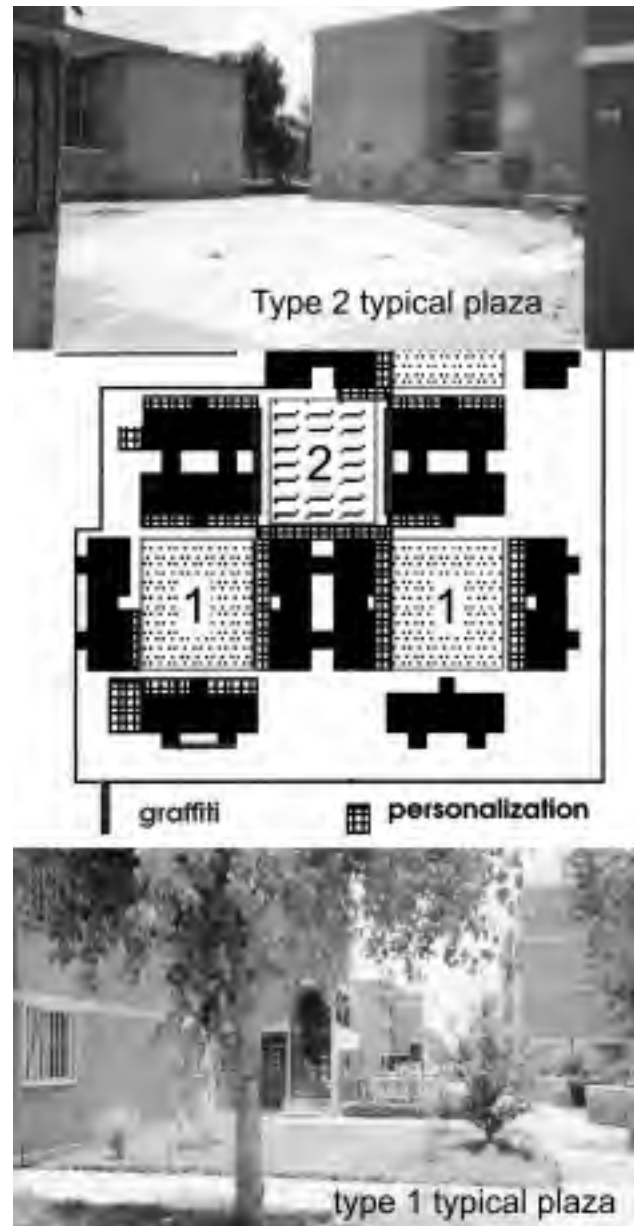 Type 2 typical plaza
2
1 1
graffiti personalization
type 1 typical plaza